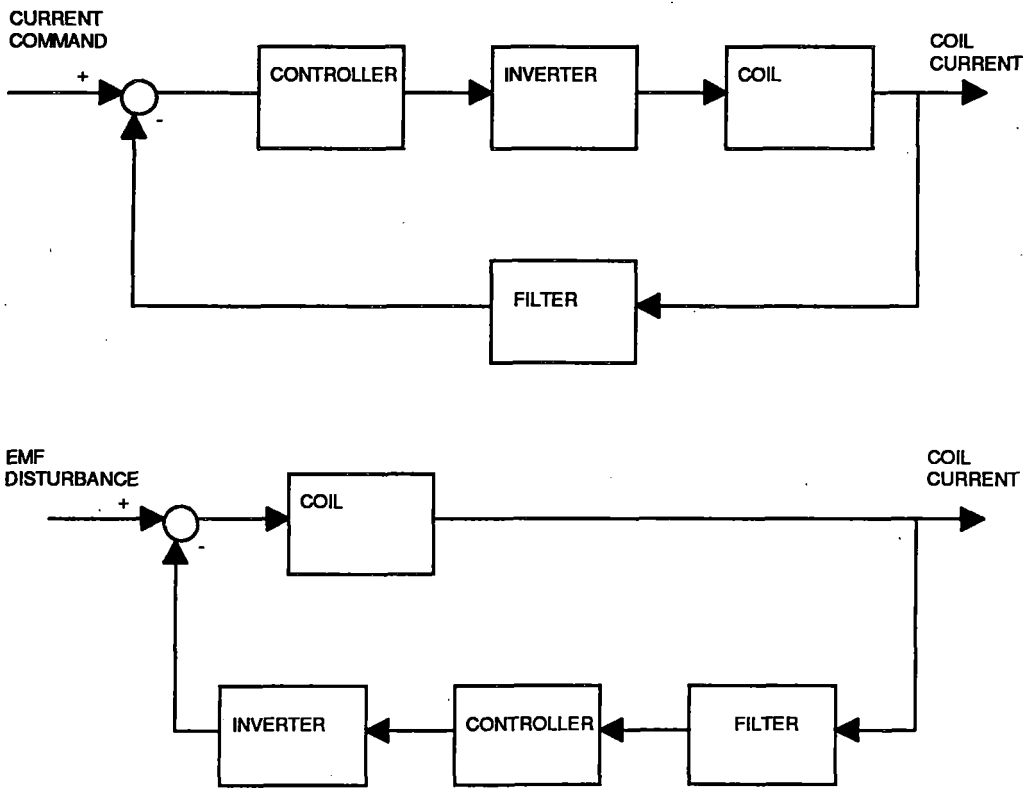 CURRENT
COMMAND
+
-
CONTROLLER
INVERTER
COIL
COIL
CURRENT
FILTER
EMF
DISTURBANCE
+
-
COIL
COIL
CURRENT
INVERTER
CONTROLLER
FILTER